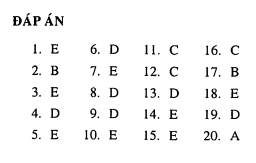 ĐÁP ÁN
1. E 6. D 11. C 16. C
2. B 7. E 12. C 17. B
3. E 8. D 13. D 18. E
4. D 9. D 14. E 19. D
5. E 10. E 15. E 20. A